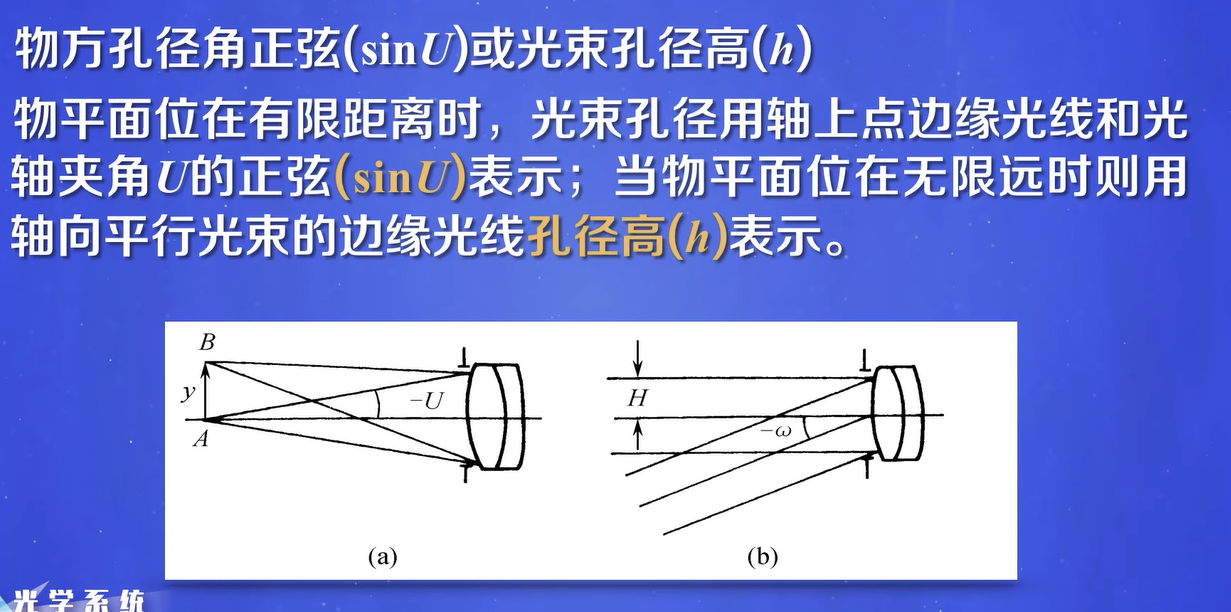 物方孔径角正弦(sinU)或光束孔径高(h)
物平面位在有限距离时，光束孔径用轴上点边缘光线和光
轴夹角U的正弦(sinU)表示；当物平面位在无限远时则用
轴向平行光束的边缘光线孔径高(h)表示。
B
y
A
-U
H
-ω
(a)
(b)
光学系统